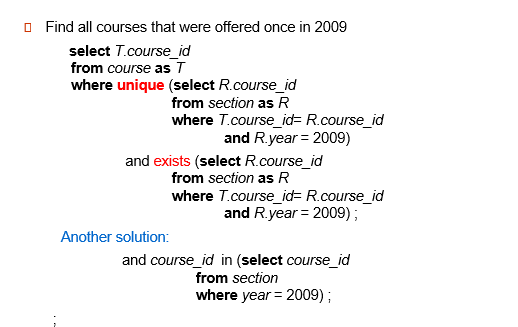 Find all courses that were offered once in 2009
select T.course_id
from course as T
where unique (select R.course_id
from section as R
where T.course_id= R.course_id
and R.year = 2009)
and exists (select R.course_id
from section as R
where T.course_id= R.course_id
and R.year = 2009) ;
Another solution:
and course_id in (select course_id
from section
where year = 2009) ;
;